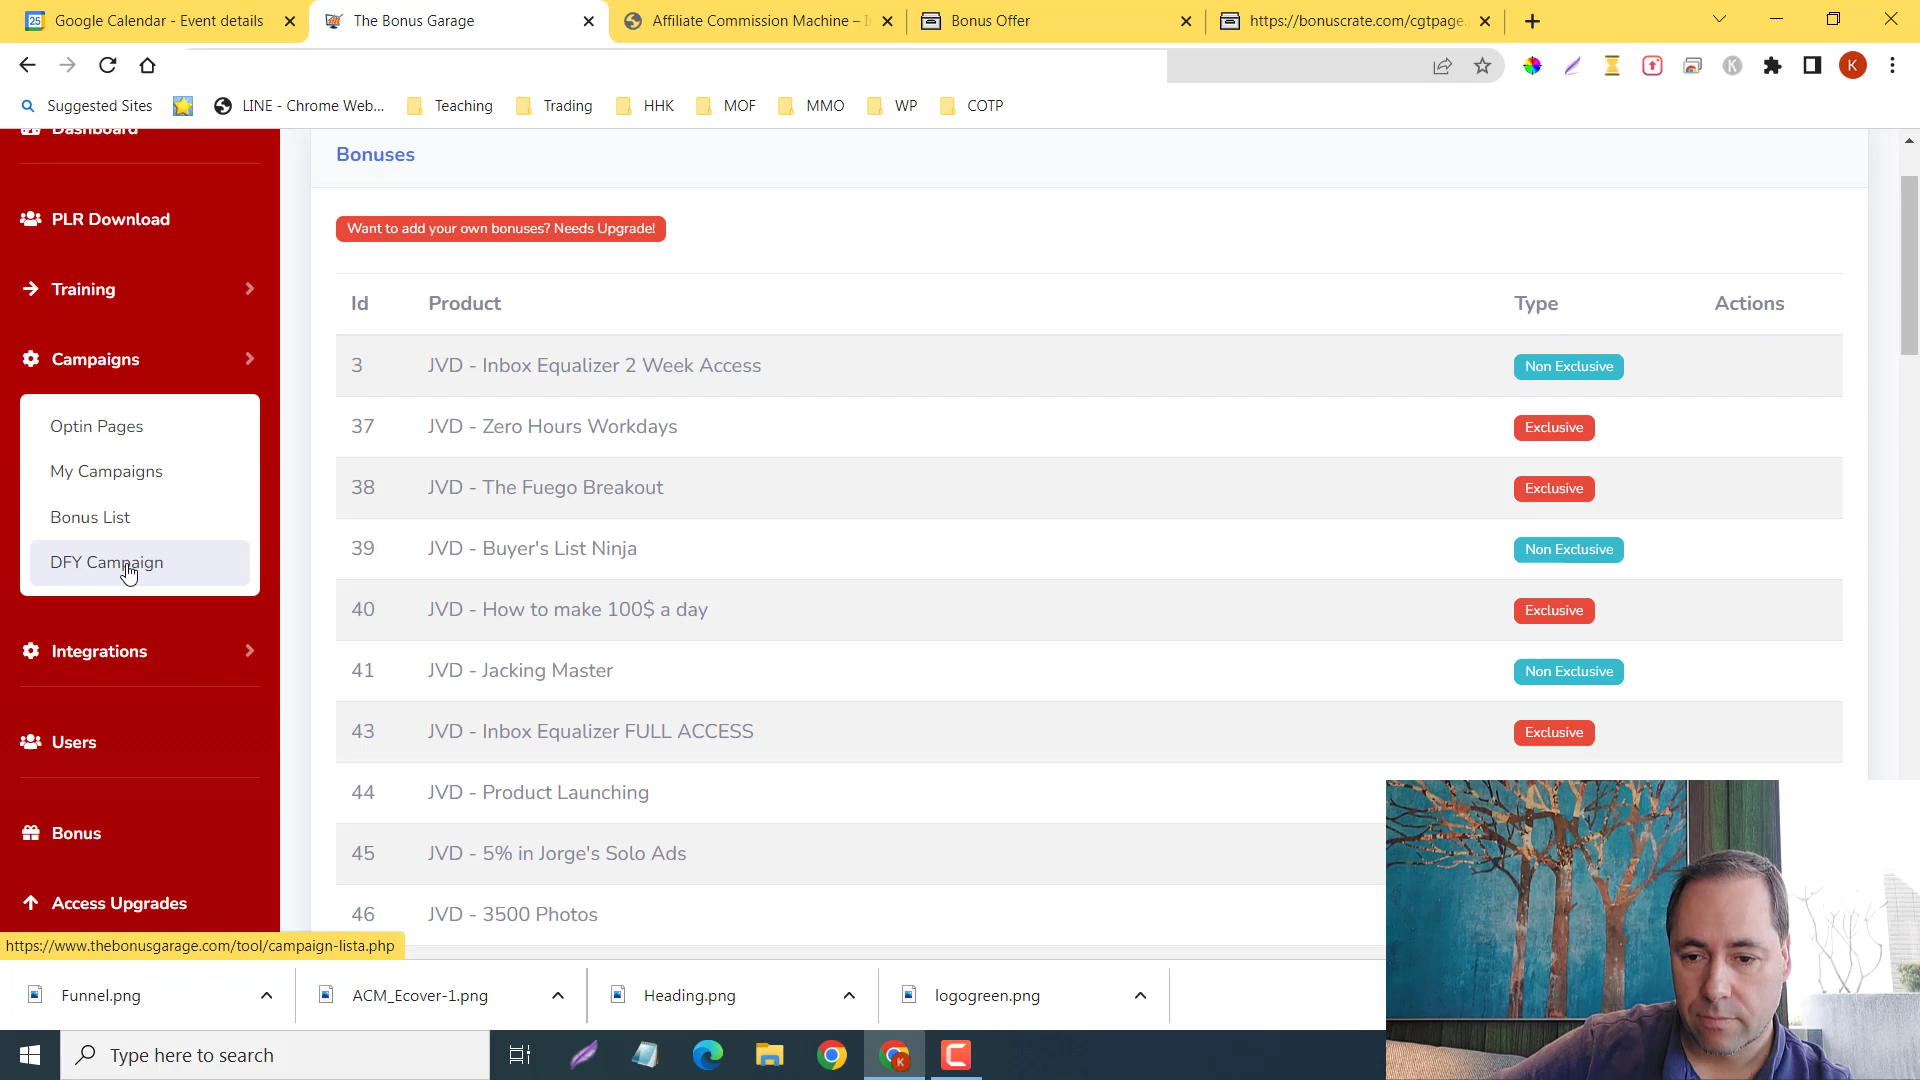 Google Calendar - Event details
The Bonus Garage
Affiliate Commission Machine – I
Bonus Offer
https://bonuscrate.com/cgtpage.
K
K
Suggested Sites
LINE - Chrome Web...
Teaching
Trading
HHK
MOF
MMO
WP
COTP
Dashboard
PLR Download
Training
Campaigns
Optin Pages
My Campaigns
Bonus List
DFY Campaign
Integrations
Users
Bonus
Access Upgrades
Bonuses
Want to add your own bonuses? Needs Upgrade!
Id Product Type Actions
3 JVD - Inbox Equalizer 2 Week Access Non Exclusive
37 JVD - Zero Hours Workdays Exclusive
38 JVD - The Fuego Breakout Exclusive
39 JVD - Buyer's List Ninja Non Exclusive
40 JVD - How to make 100$ a day Exclusive
41 JVD - Jacking Master Non Exclusive
43 JVD - Inbox Equalizer FULL ACCESS Exclusive
44 JVD - Product Launching
45 JVD - 5% in Jorge's Solo Ads
46 JVD - 3500 Photos
https://www.thebonusgarage.com/tool/campaign-lista.php
Funnel.png
ACM_Ecover-1.png
Heading.png
logogreen.png
Type here to search